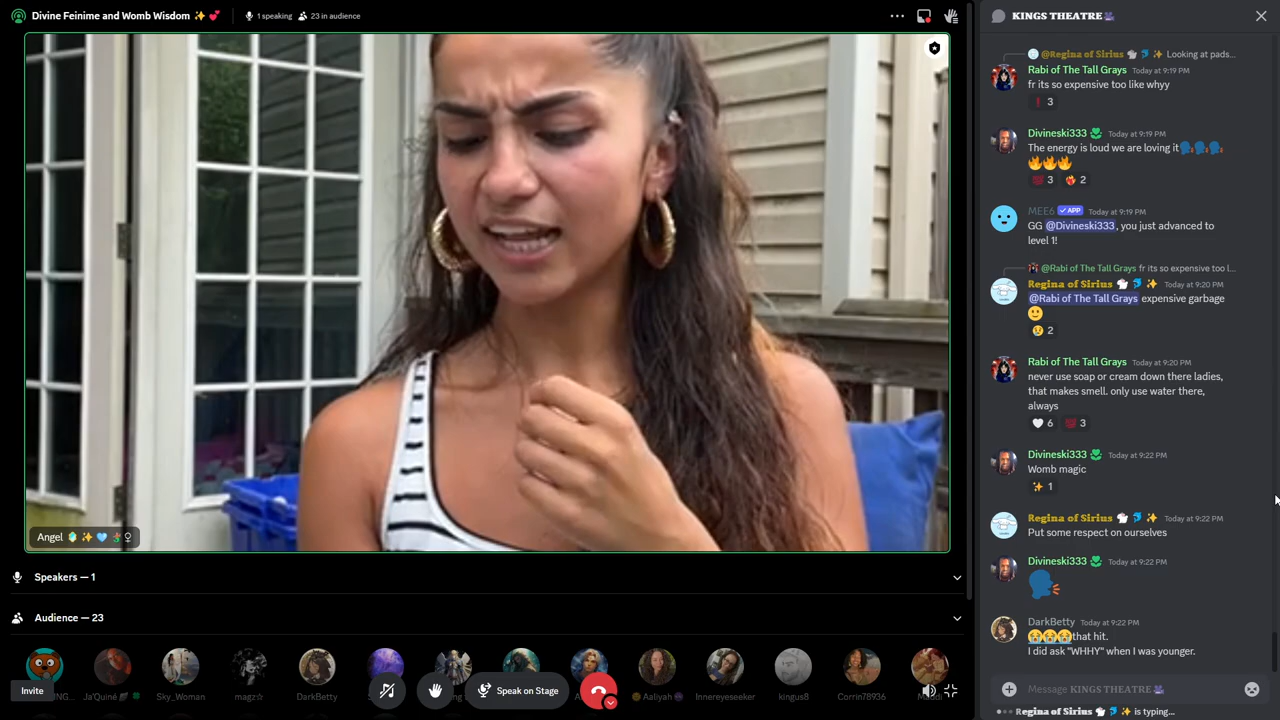 Divine Feinime and Womb Wisdom ✨ 💕
1 speaking
23 in audience
Angel
Speakers — 1
Audience — 23
Ja'Quiné
Sky_Woman
magz☆
DarkBetty
Aaliyah
Innereyeseeker
kingus8
Corrin78936
Invite
Speak on Stage
KINGS THEATRE
@Regina of Sirius Looking at pads...
Rabi of The Tall Grays Today at 9:19 PM
fr its so expensive too like whyy
❗ 3
Divineski333 Today at 9:19 PM
The energy is loud we are loving it🗣🗣🗣
🔥🔥🔥
💯 3 ❤️‍🔥 2
MEE6 ✓ APP Today at 9:19 PM
GG @Divineski333, you just advanced to
level 1!
@Rabi of The Tall Grays fr its so expensive too l...
Regina of Sirius Today at 9:20 PM
@Rabi of The Tall Grays expensive garbage
🙂
😢 2
Rabi of The Tall Grays Today at 9:20 PM
never use soap or cream down there ladies,
that makes smell. only use water there,
always
🤍 6 💯 3
Divineski333 Today at 9:22 PM
Womb magic
✨ 1
Regina of Sirius Today at 9:22 PM
Put some respect on ourselves
Divineski333 Today at 9:22 PM
🗣
DarkBetty Today at 9:22 PM
😭😭😭that hit.
I did ask "WHHY" when I was younger.
Message KINGS THEATRE
Regina of Sirius is typing...